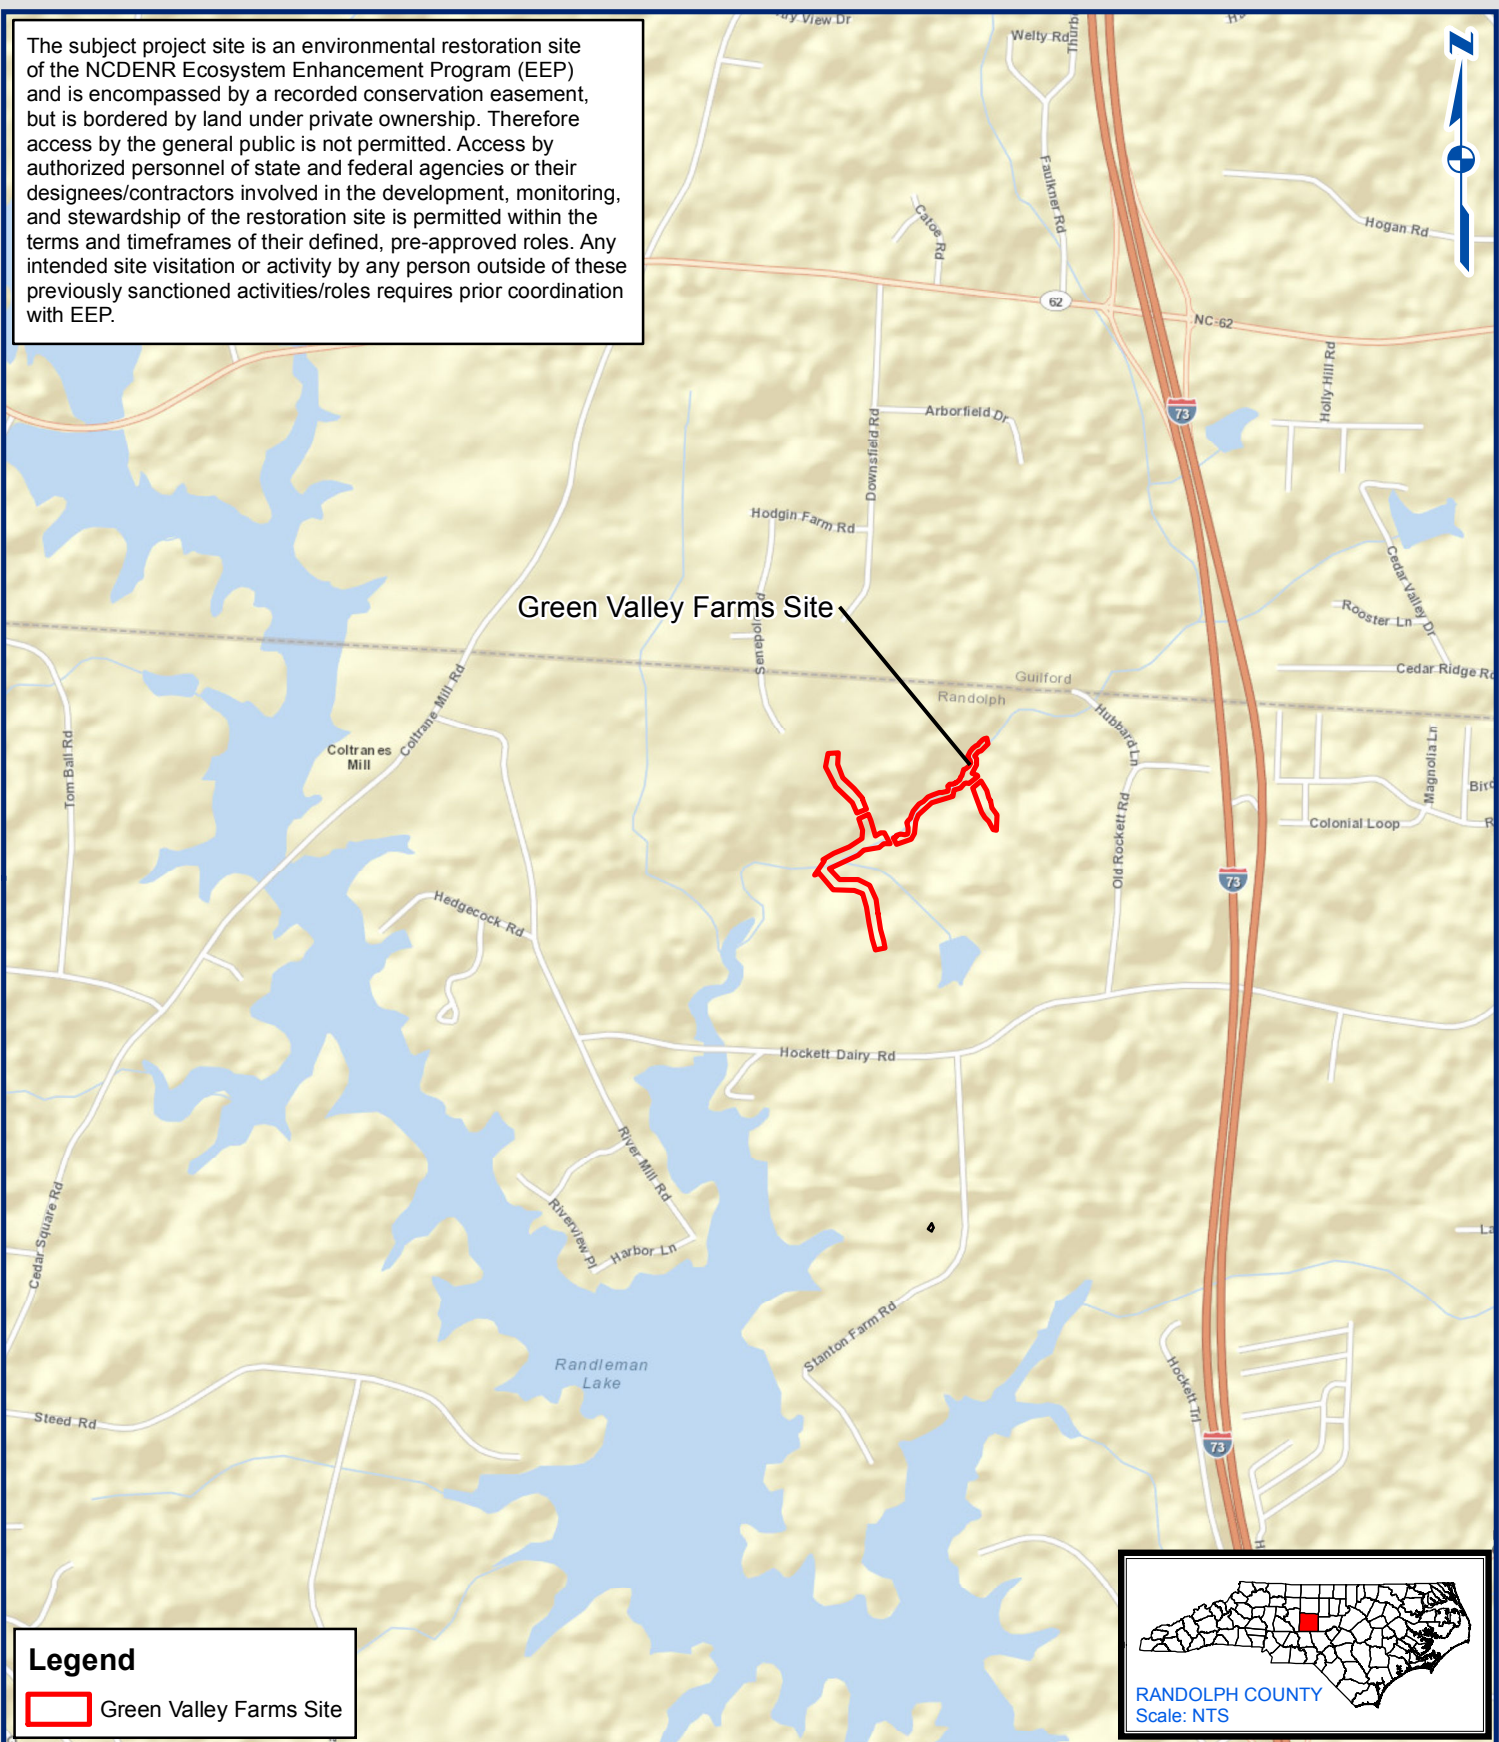 The subject project site is an environmental restoration site
of the NCDENR Ecosystem Enhancement Program (EEP)
and is encompassed by a recorded conservation easement,
but is bordered by land under private ownership. Therefore
access by the general public is not permitted. Access by
authorized personnel of state and federal agencies or their
designees/contractors involved in the development, monitoring,
and stewardship of the restoration site is permitted within the
terms and timeframes of their defined, pre-approved roles. Any
intended site visitation or activity by any person outside of these
previously sanctioned activities/roles requires prior coordination
with EEP.
View Dr
Welty Rd
N
Faulkner Rd
Catoe Rd
Hogan Rd
62
NC-62
Holly Hill Rd
73
Arborfield Dr
Downsfield Rd
Hodgin Farm Rd
Cedar Valley Dr
Green Valley Farms Site
Rooster Ln
Cedar Ridge Rd
Guilford
Randolph
Coltrane Mill Rd
Hubbard Ln
Tom Ball Rd
Coltranes
Mill
Magnolia Ln
Colonial Loop
Old Rockett Rd
73
Hedgecock Rd
Hockett Dairy Rd
River Mill Rd
Cedar Square Rd
Riverview Pl
Harbor Ln
Stanton Farm Rd
Randleman
Lake
Hockett Trl
Steed Rd
73
Legend
Green Valley Farms Site
RANDOLPH COUNTY
Scale: NTS